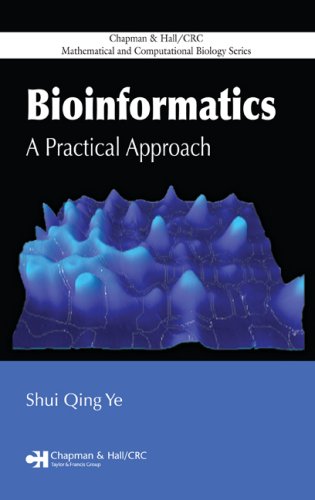 Chapman & Hall/CRC
Mathematical and Computational Biology Series
Bioinformatics
A Practical Approach
Shui Qing Ye
Chapman & Hall/CRC
Taylor & Francis Group